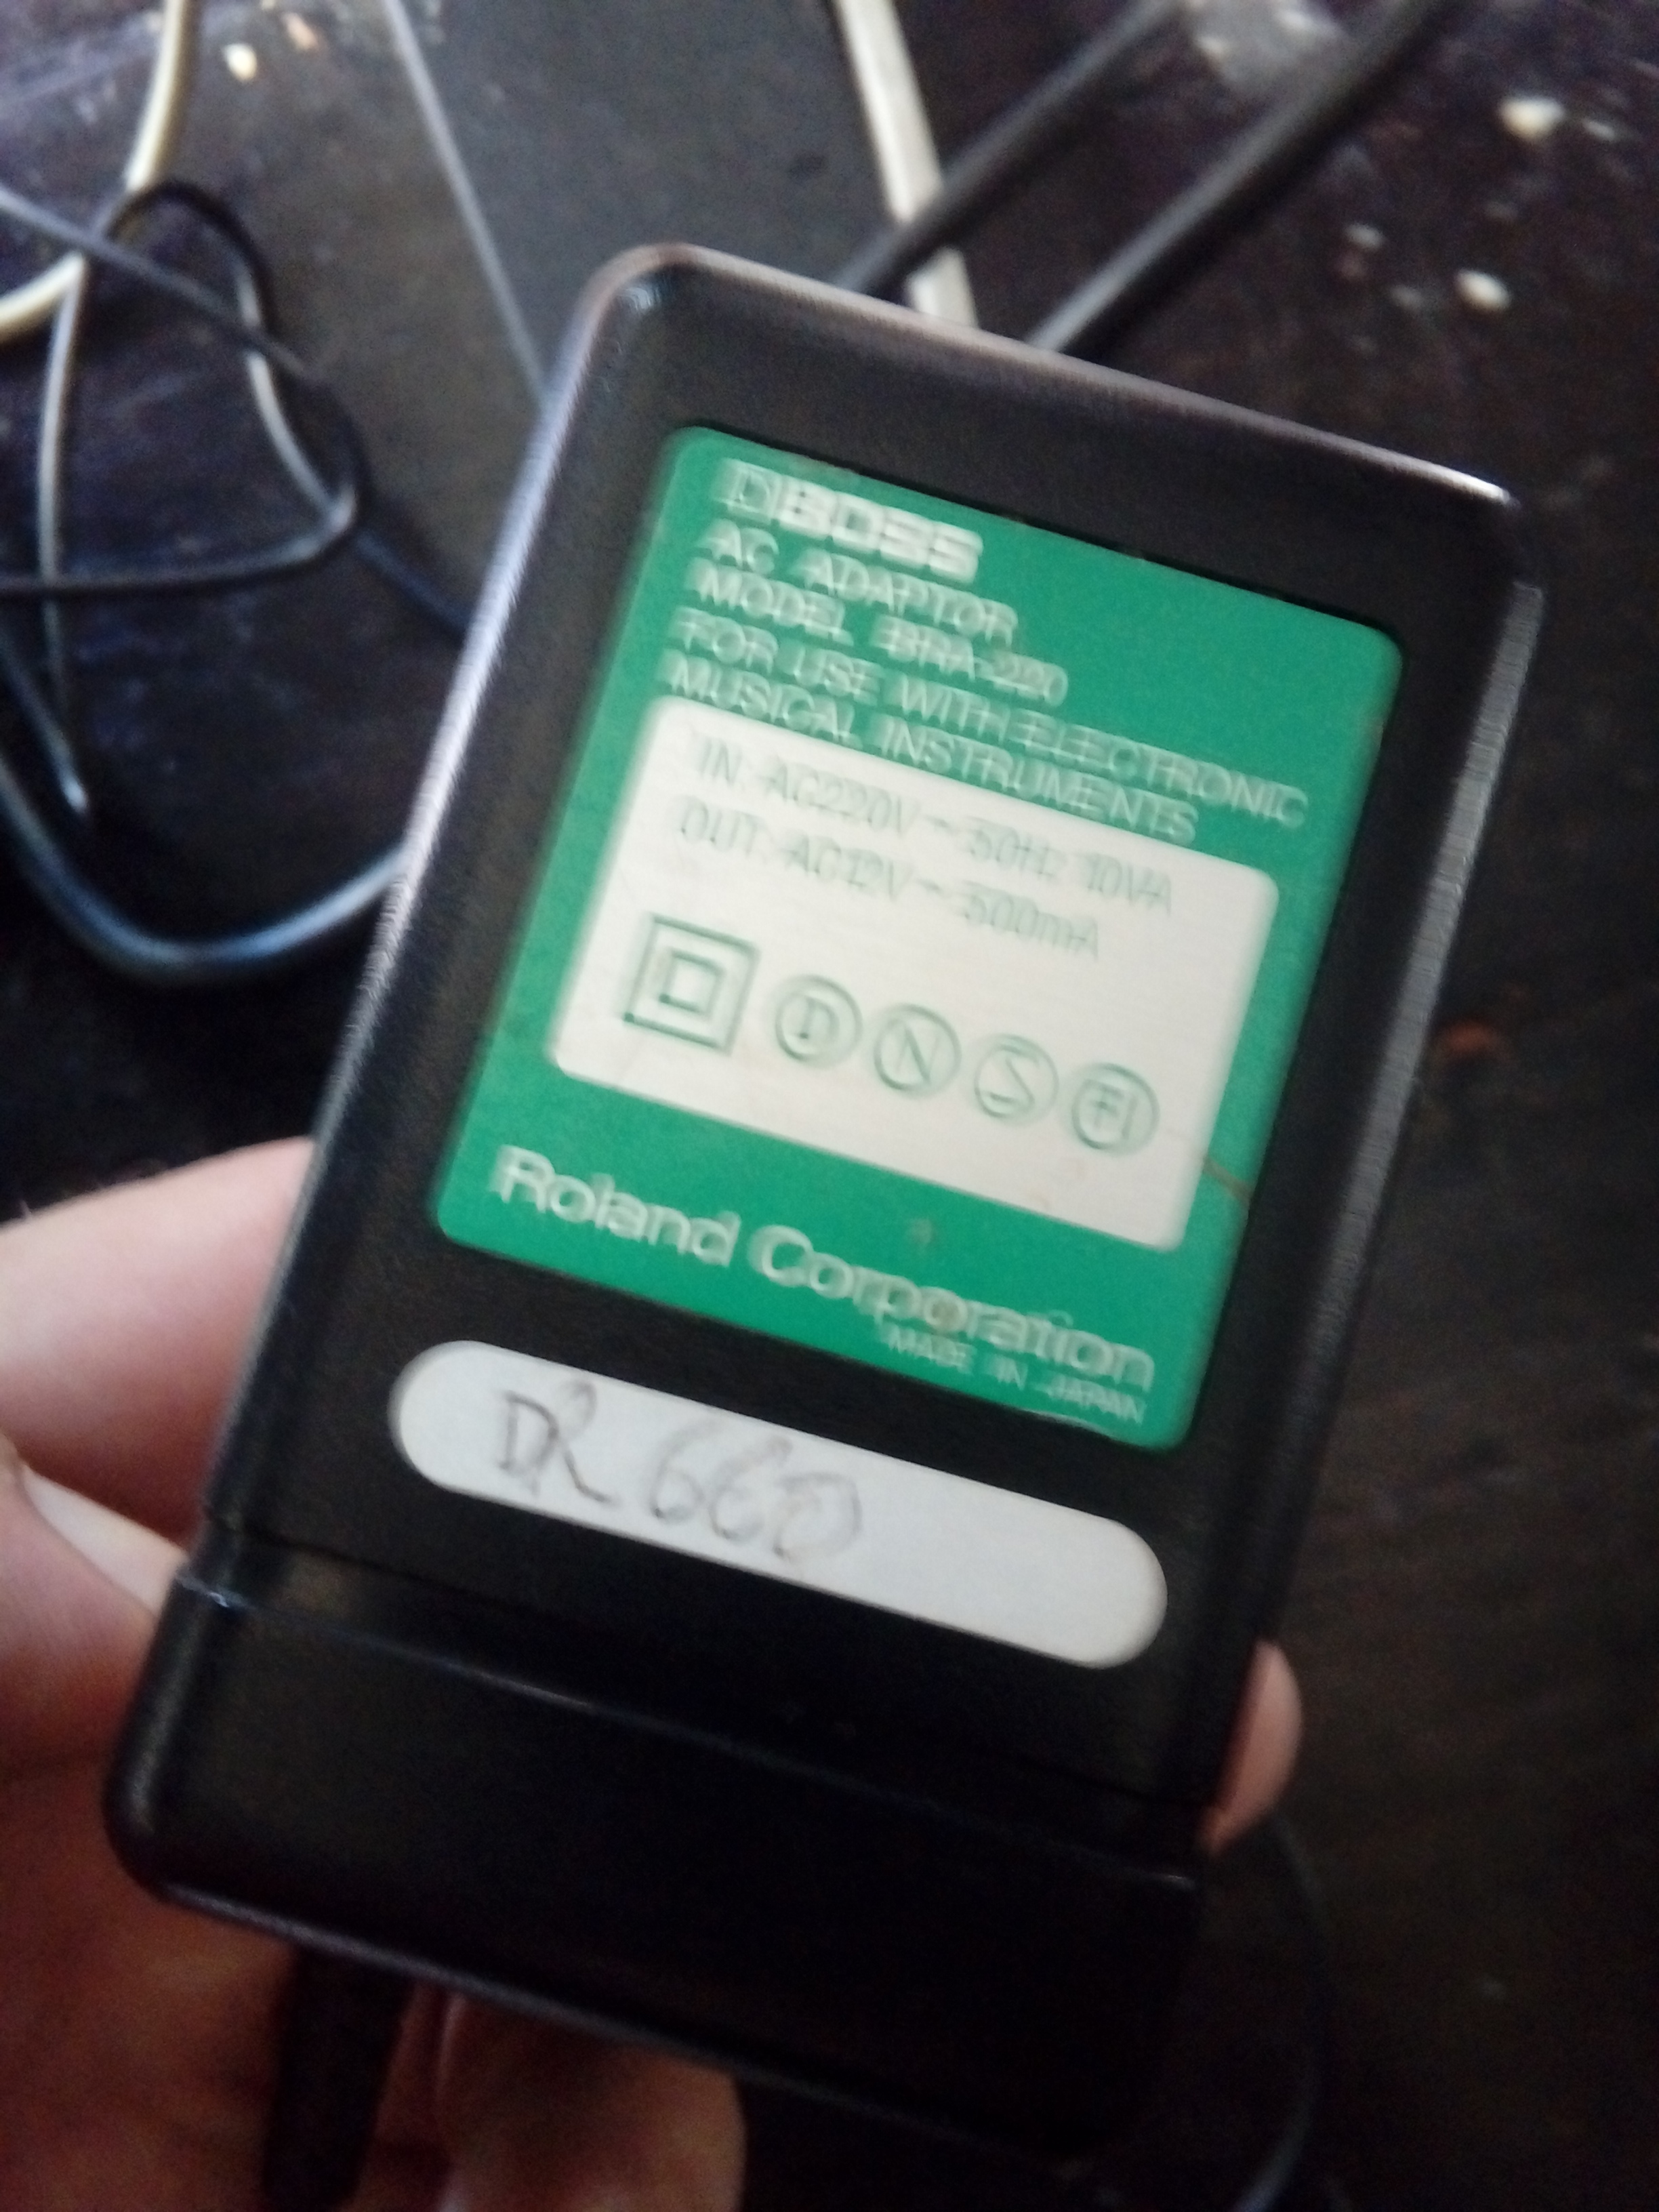 BOSS
AC ADAPTOR
MODEL BRA-220
FOR USE WITH ELECTRONIC
MUSICAL INSTRUMENTS
IN: AC220V ~ 50Hz 10VA
OUT: AC12V ~ 500mA
D N S FI
Roland Corporation
MADE IN JAPAN
DR 660